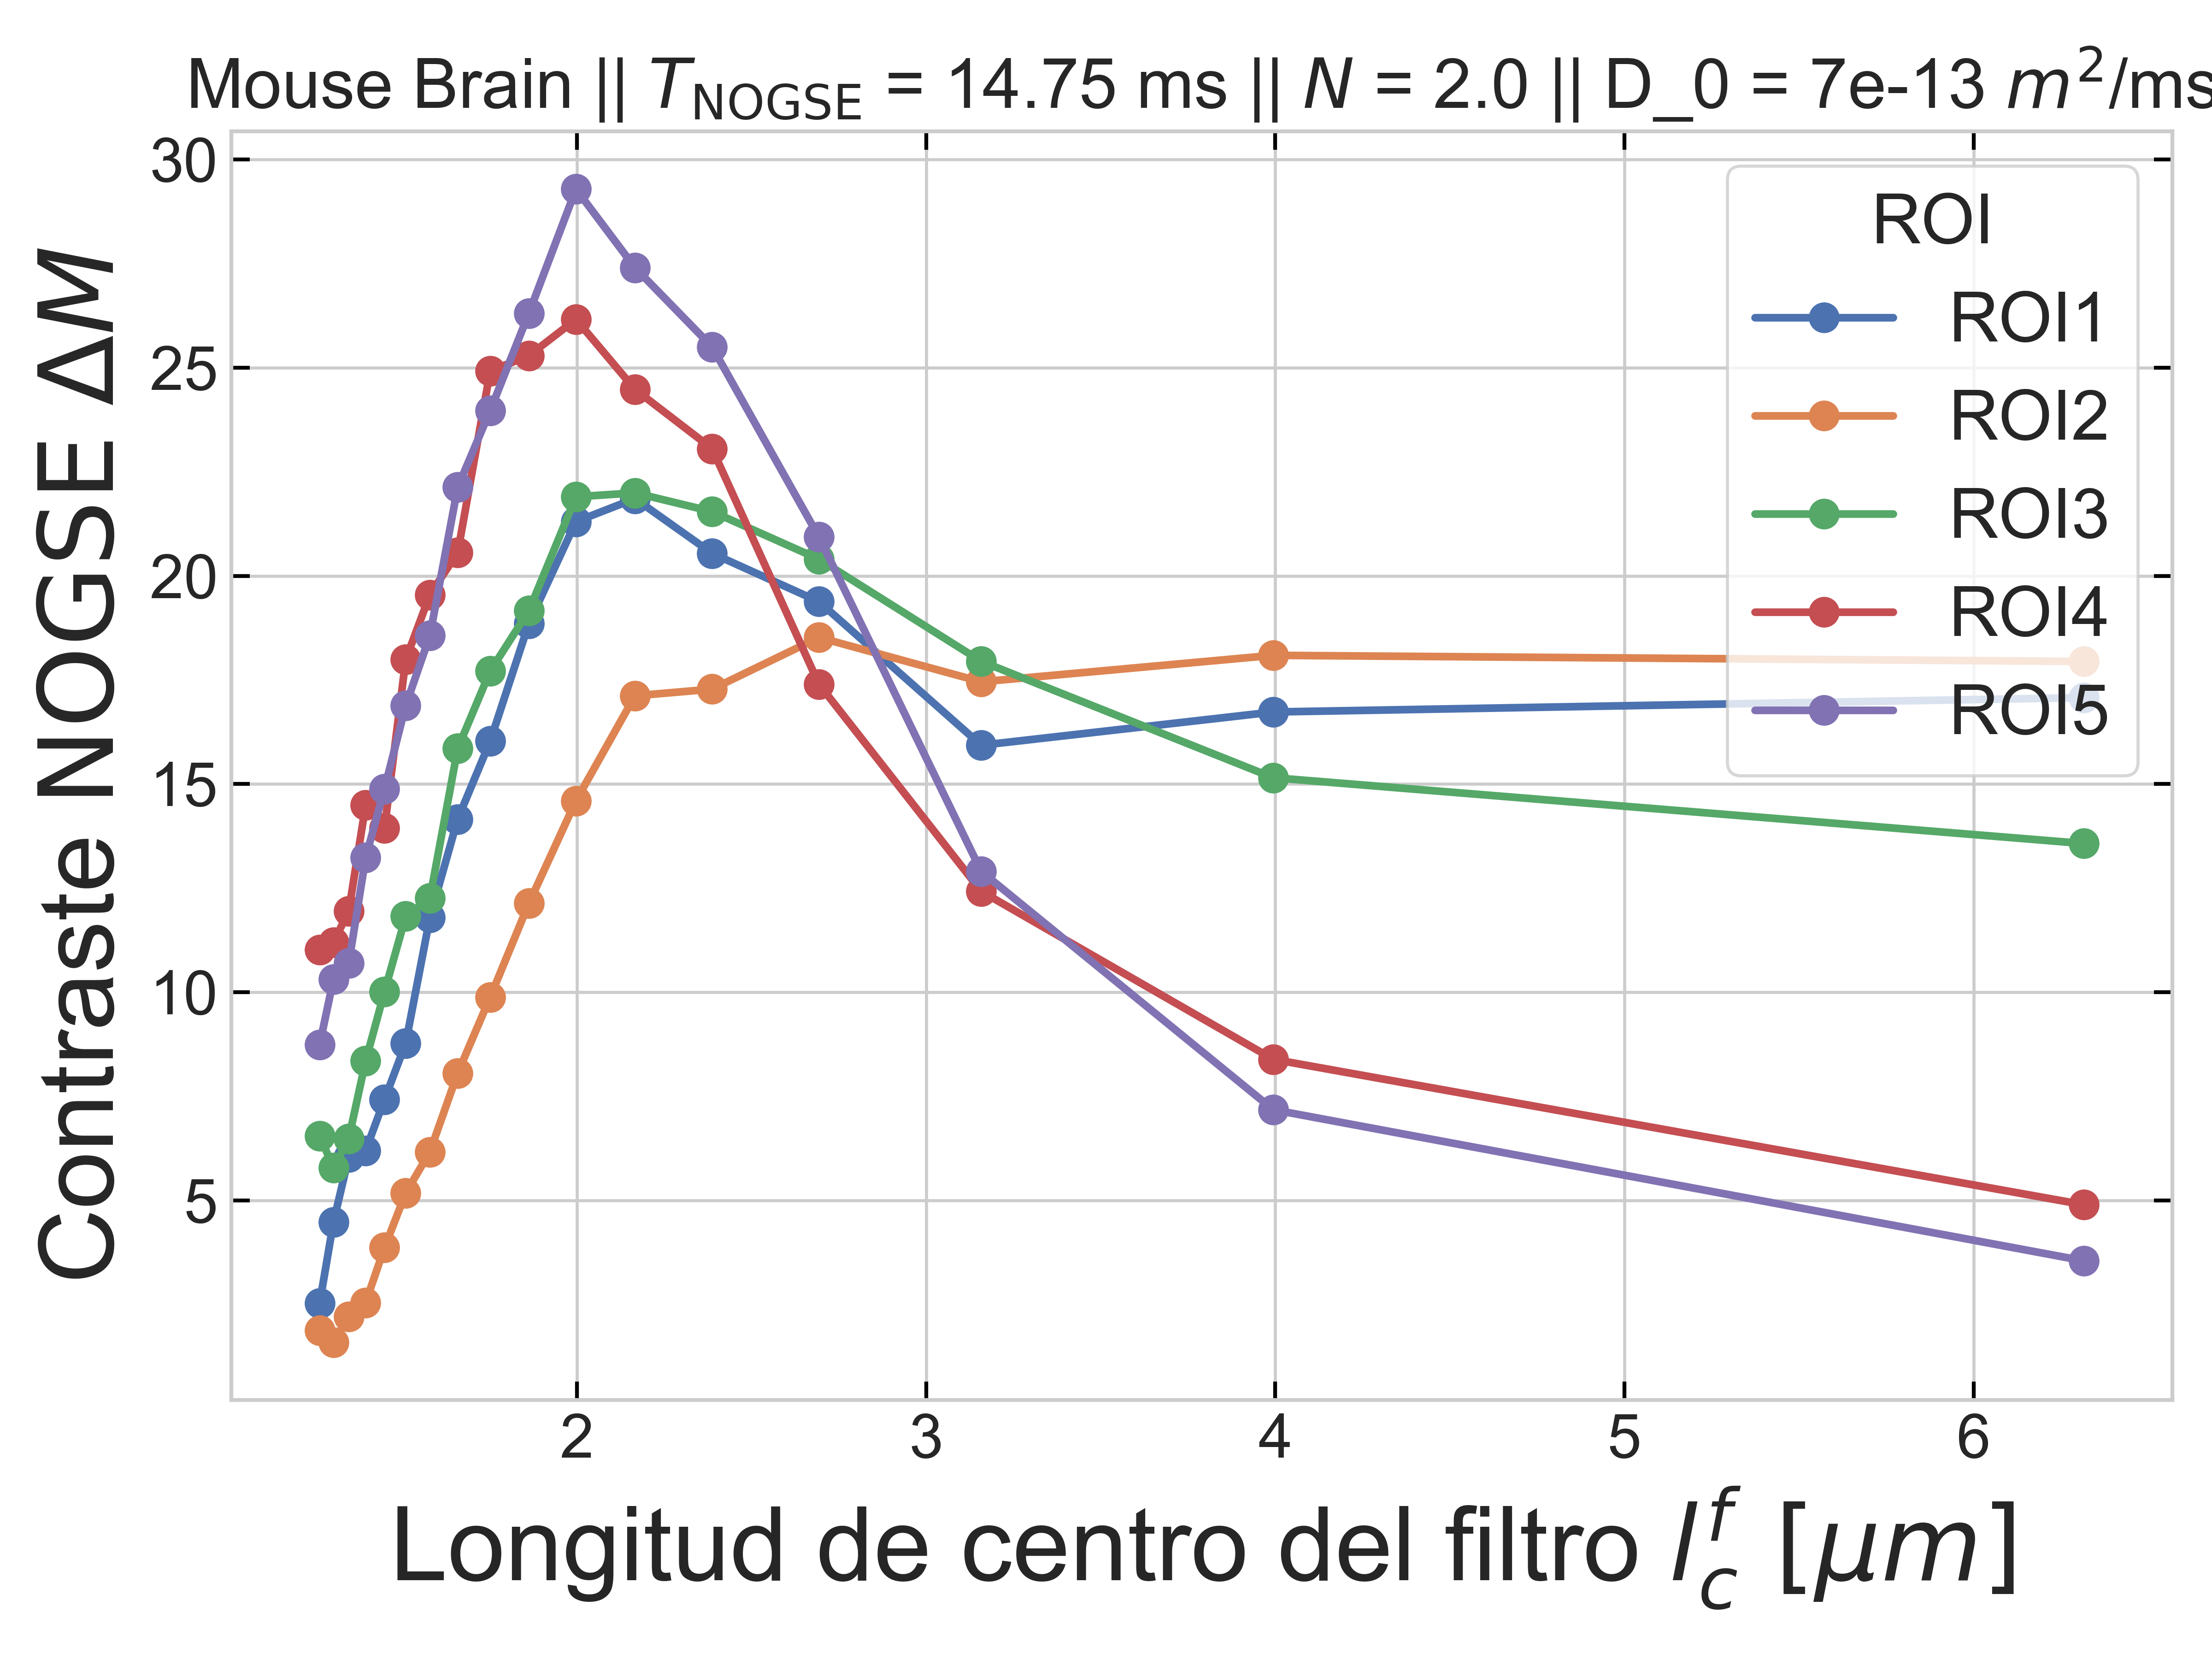 Mouse Brain || T_NOGSE = 14.75 ms || N = 2.0 || D_0 = 7e-13 m²/ms
Contraste NOGSE ΔM
30
25
20
15
10
5
ROI
ROI1
ROI2
ROI3
ROI4
ROI5
2 3 4 5 6
Longitud de centro del filtro l_c^f [μm]